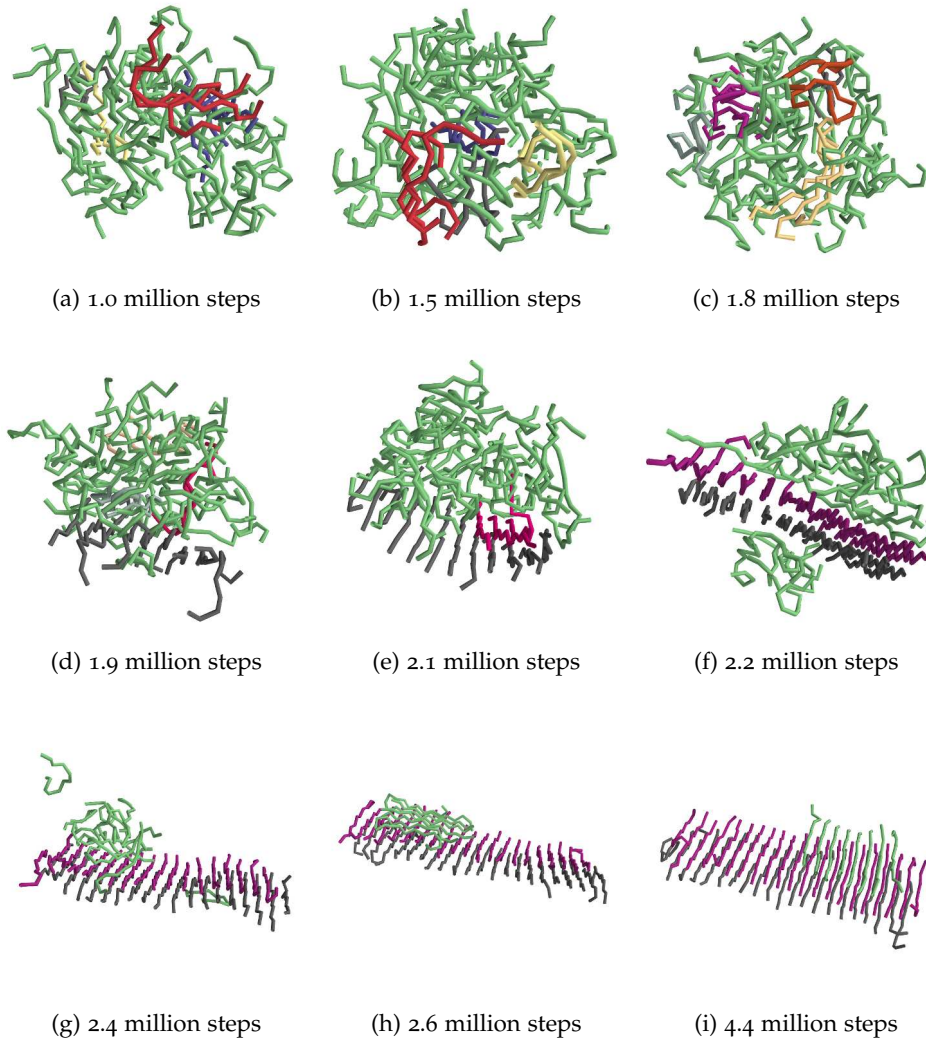 (a) 1.0 million steps
(b) 1.5 million steps
(c) 1.8 million steps
(d) 1.9 million steps
(e) 2.1 million steps
(f) 2.2 million steps
(g) 2.4 million steps
(h) 2.6 million steps
(i) 4.4 million steps